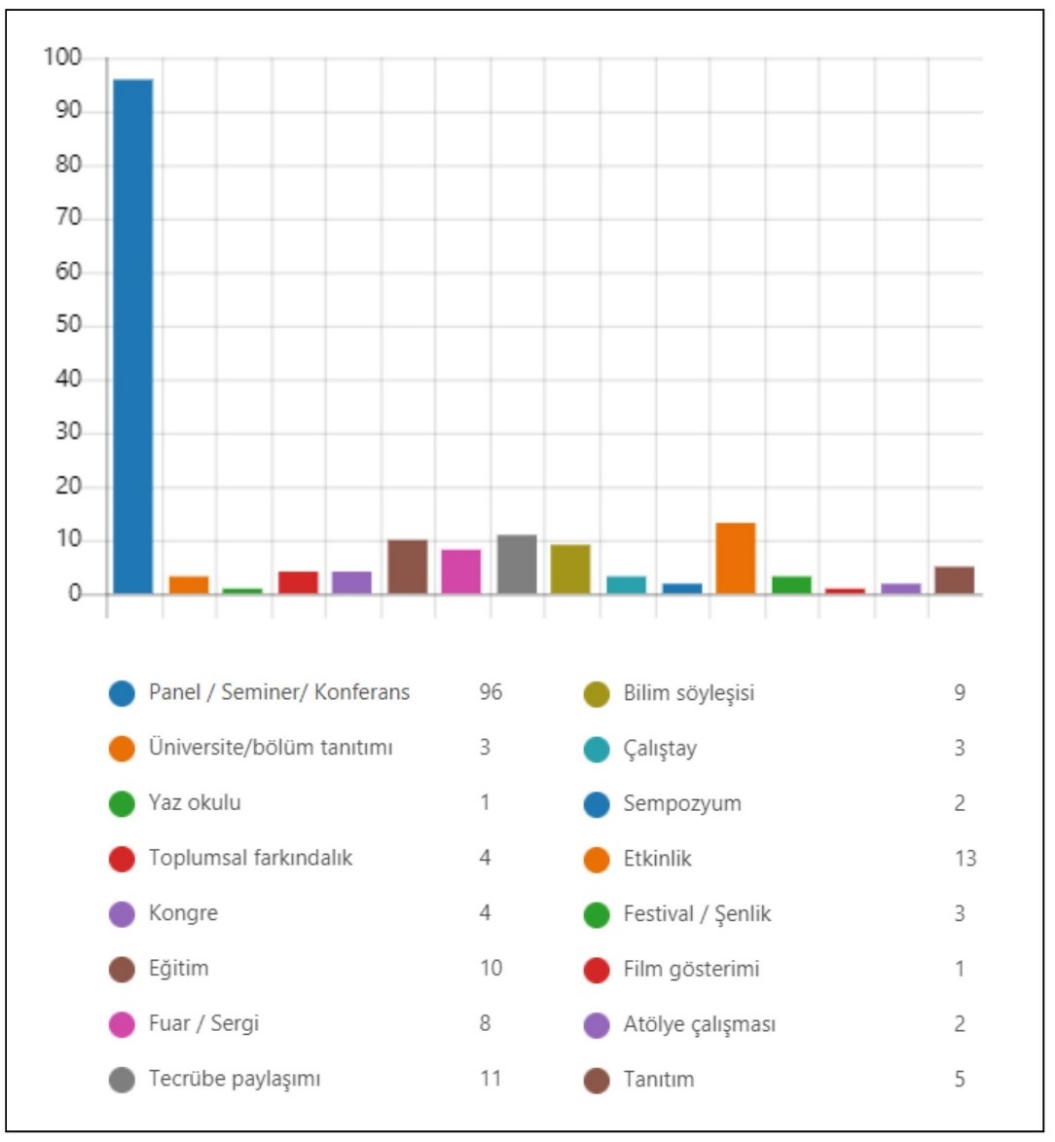 100
90
80
70
60
50
40
30
20
10
0
Panel / Seminer/ Konferans 96
Üniversite/bölüm tanıtımı 3
Yaz okulu 1
Toplumsal farkındalık 4
Kongre 4
Eğitim 10
Fuar / Sergi 8
Tecrübe paylaşımı 11
Bilim söyleşisi 9
Çalıştay 3
Sempozyum 2
Etkinlik 13
Festival / Şenlik 3
Film gösterimi 1
Atölye çalışması 2
Tanıtım 5